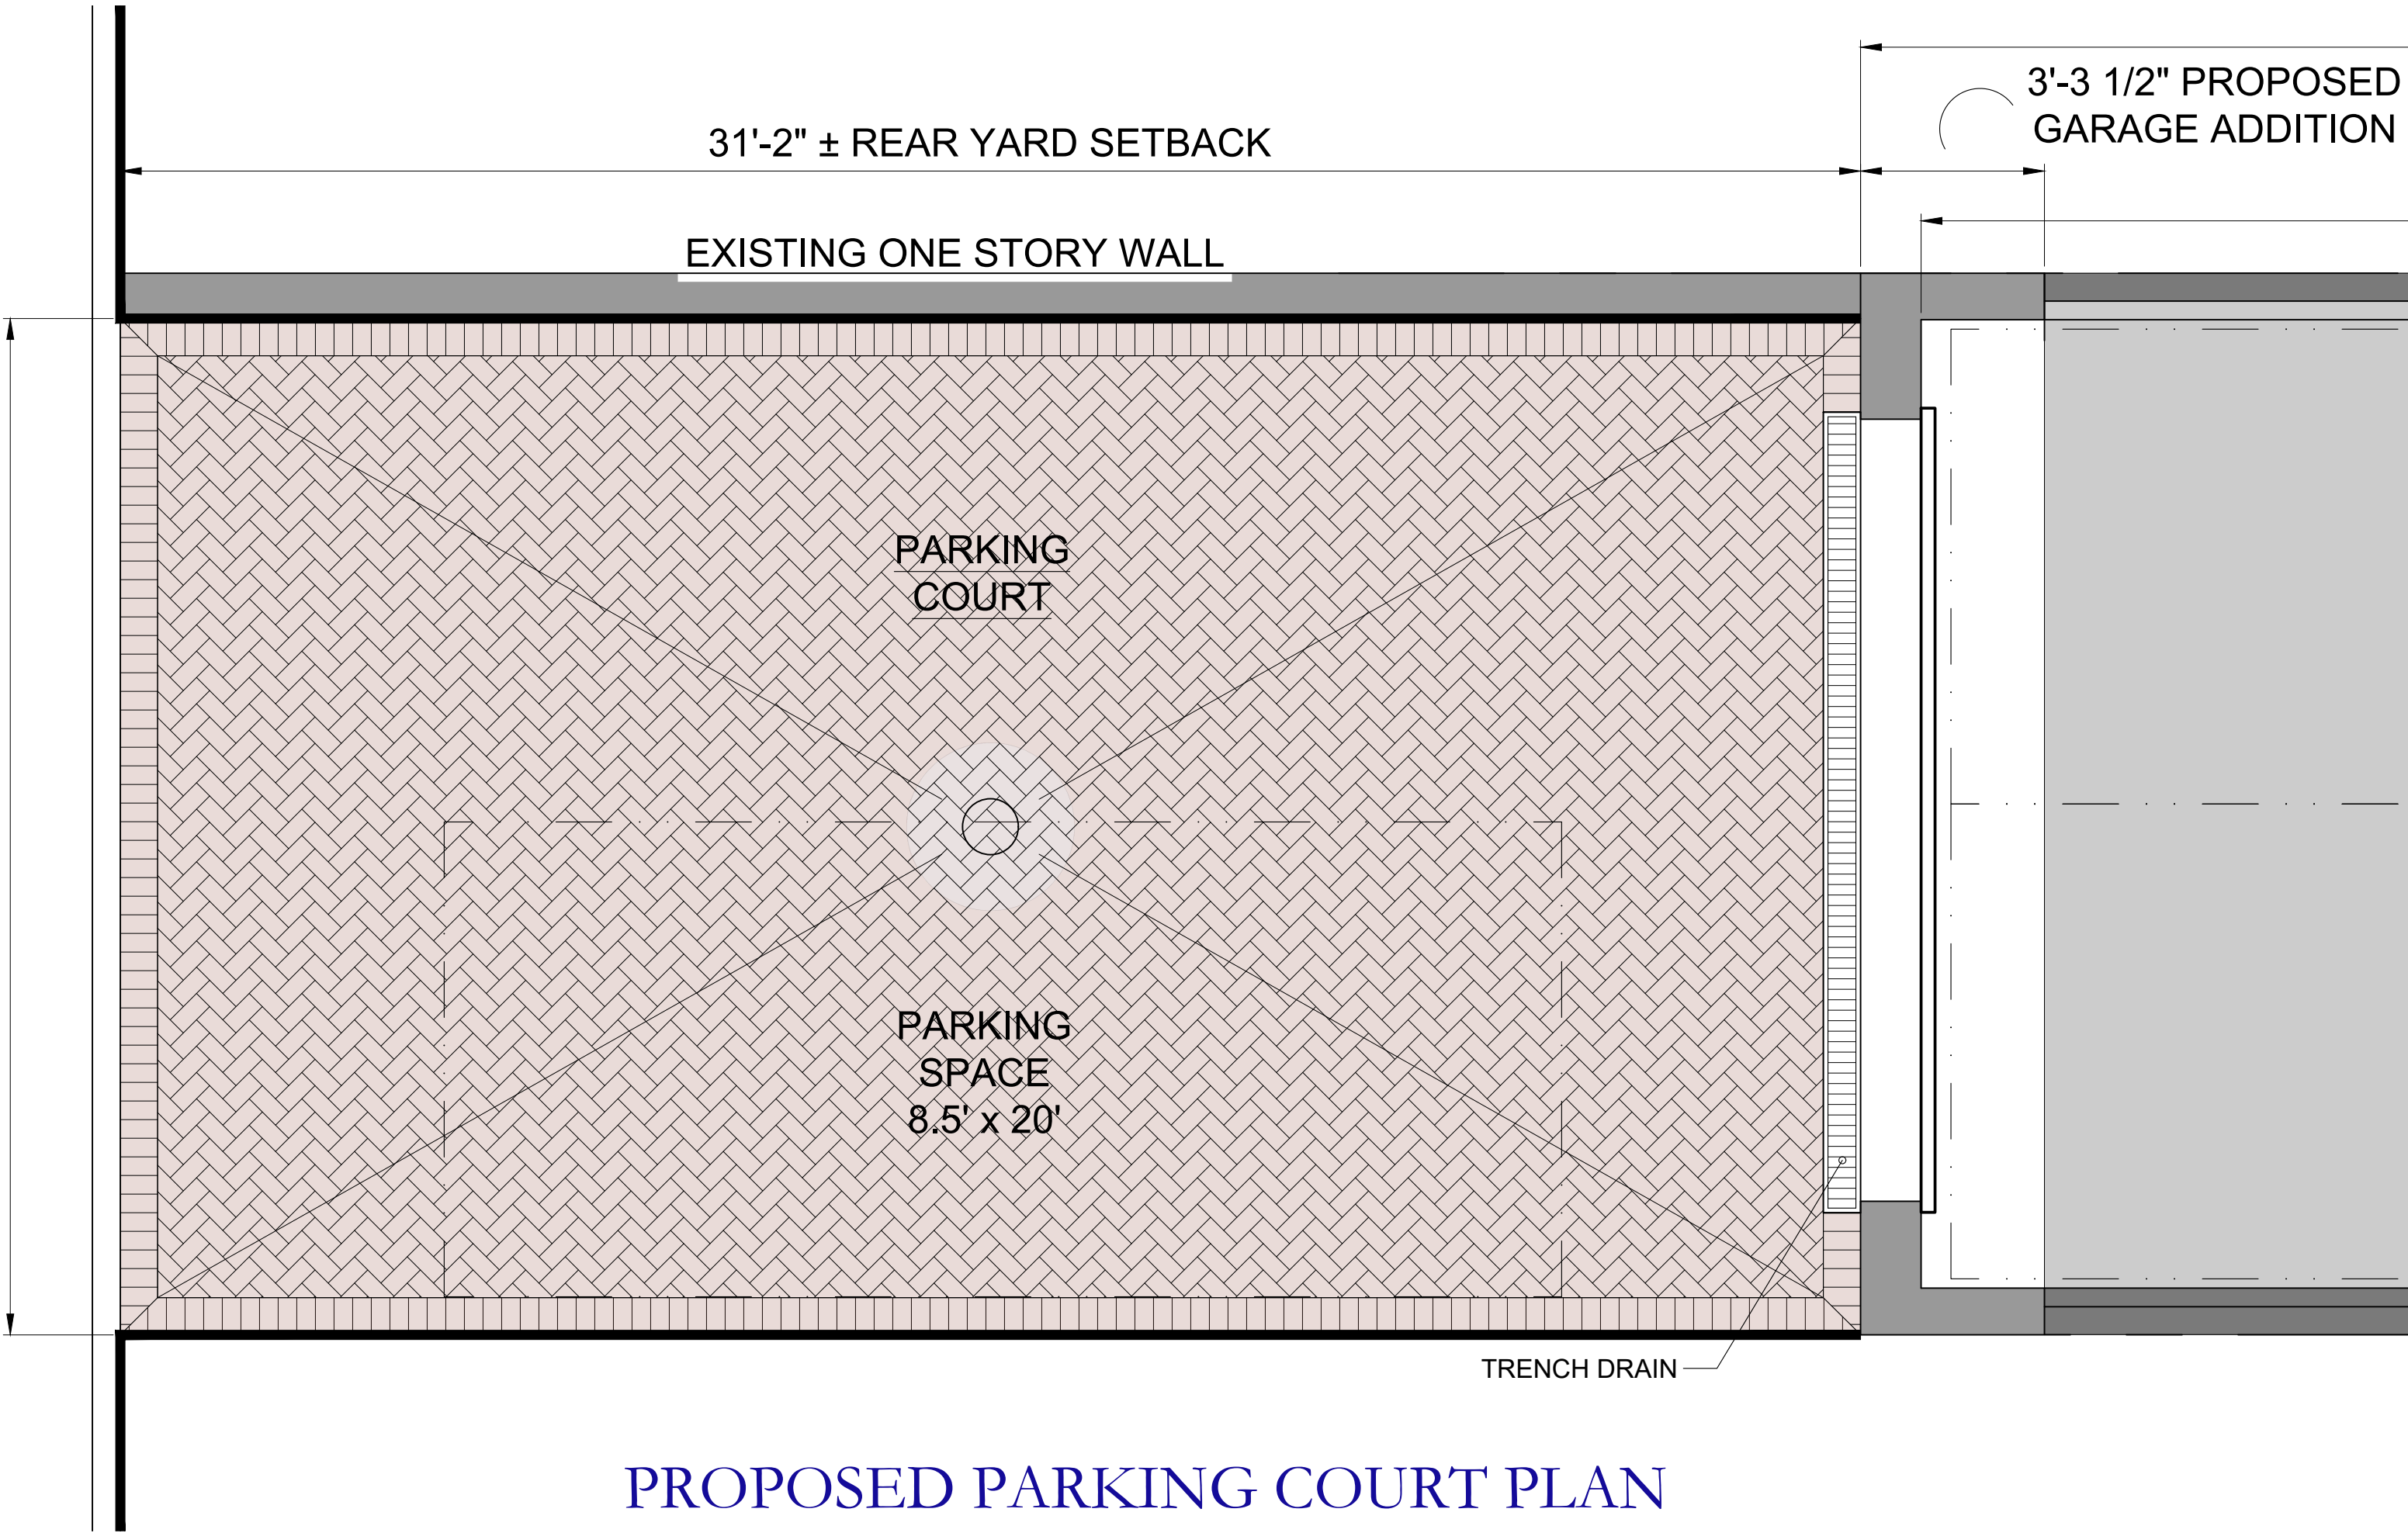 3'-3 1/2" PROPOSED
GARAGE ADDITION
31'-2" ± REAR YARD SETBACK
EXISTING ONE STORY WALL
PARKING
COURT
PARKING
SPACE
8.5' x 20'
TRENCH DRAIN
PROPOSED PARKING COURT PLAN